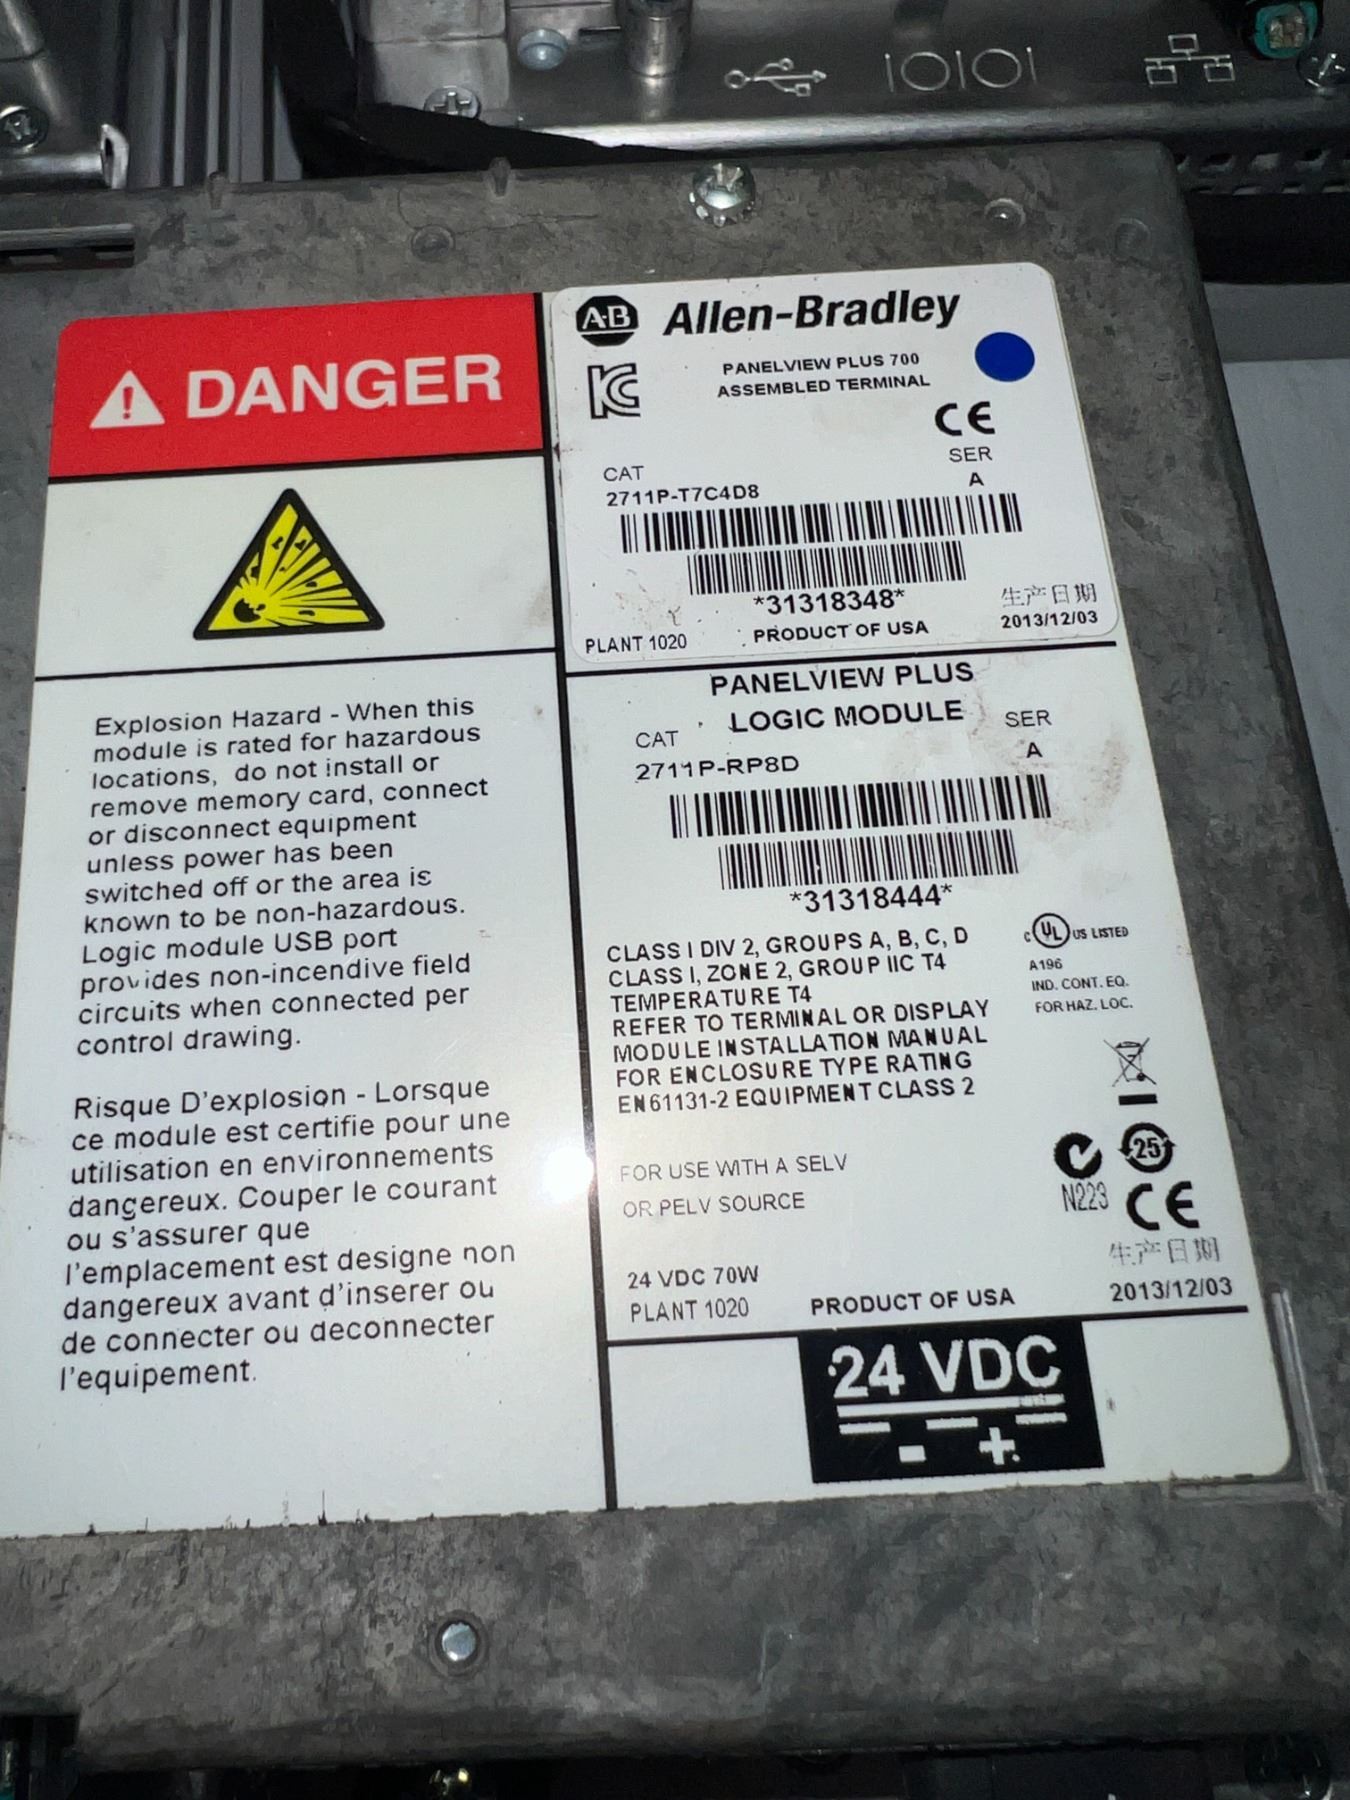 DANGER
Explosion Hazard - When this
module is rated for hazardous
locations, do not install or
remove memory card, connect
or disconnect equipment
unless power has been
switched off or the area is
known to be non-hazardous.
Logic module USB port
provides non-incendive field
circuits when connected per
control drawing.
Risque D'explosion - Lorsque
ce module est certifie pour une
utilisation en environnements
dangereux. Couper le courant
ou s'assurer que
l'emplacement est designe non
dangereux avant d'inserer ou
de connecter ou deconnecter
l'equipement.
A-B Allen-Bradley
PANELVIEW PLUS 700
ASSEMBLED TERMINAL
CE
CAT
SER
2711P-T7C4D8
A
*31318348*
生产日期
PLANT 1020
PRODUCT OF USA
2013/12/03
PANELVIEW PLUS
LOGIC MODULE
CAT
SER
2711P-RP8D
A
*31318444*
CLASS I DIV 2, GROUPS A, B, C, D
CLASS I, ZONE 2, GROUP IIC T4
TEMPERATURE T4
REFER TO TERMINAL OR DISPLAY
MODULE INSTALLATION MANUAL
FOR ENCLOSURE TYPE RATING
EN61131-2 EQUIPMENT CLASS 2
C UL US LISTED
A196
IND. CONT. EQ.
FOR HAZ. LOC.
FOR USE WITH A SELV
OR PELV SOURCE
25
N223
CE
生产日期
24 VDC 70W
PLANT 1020
PRODUCT OF USA
2013/12/03
24 VDC
- +